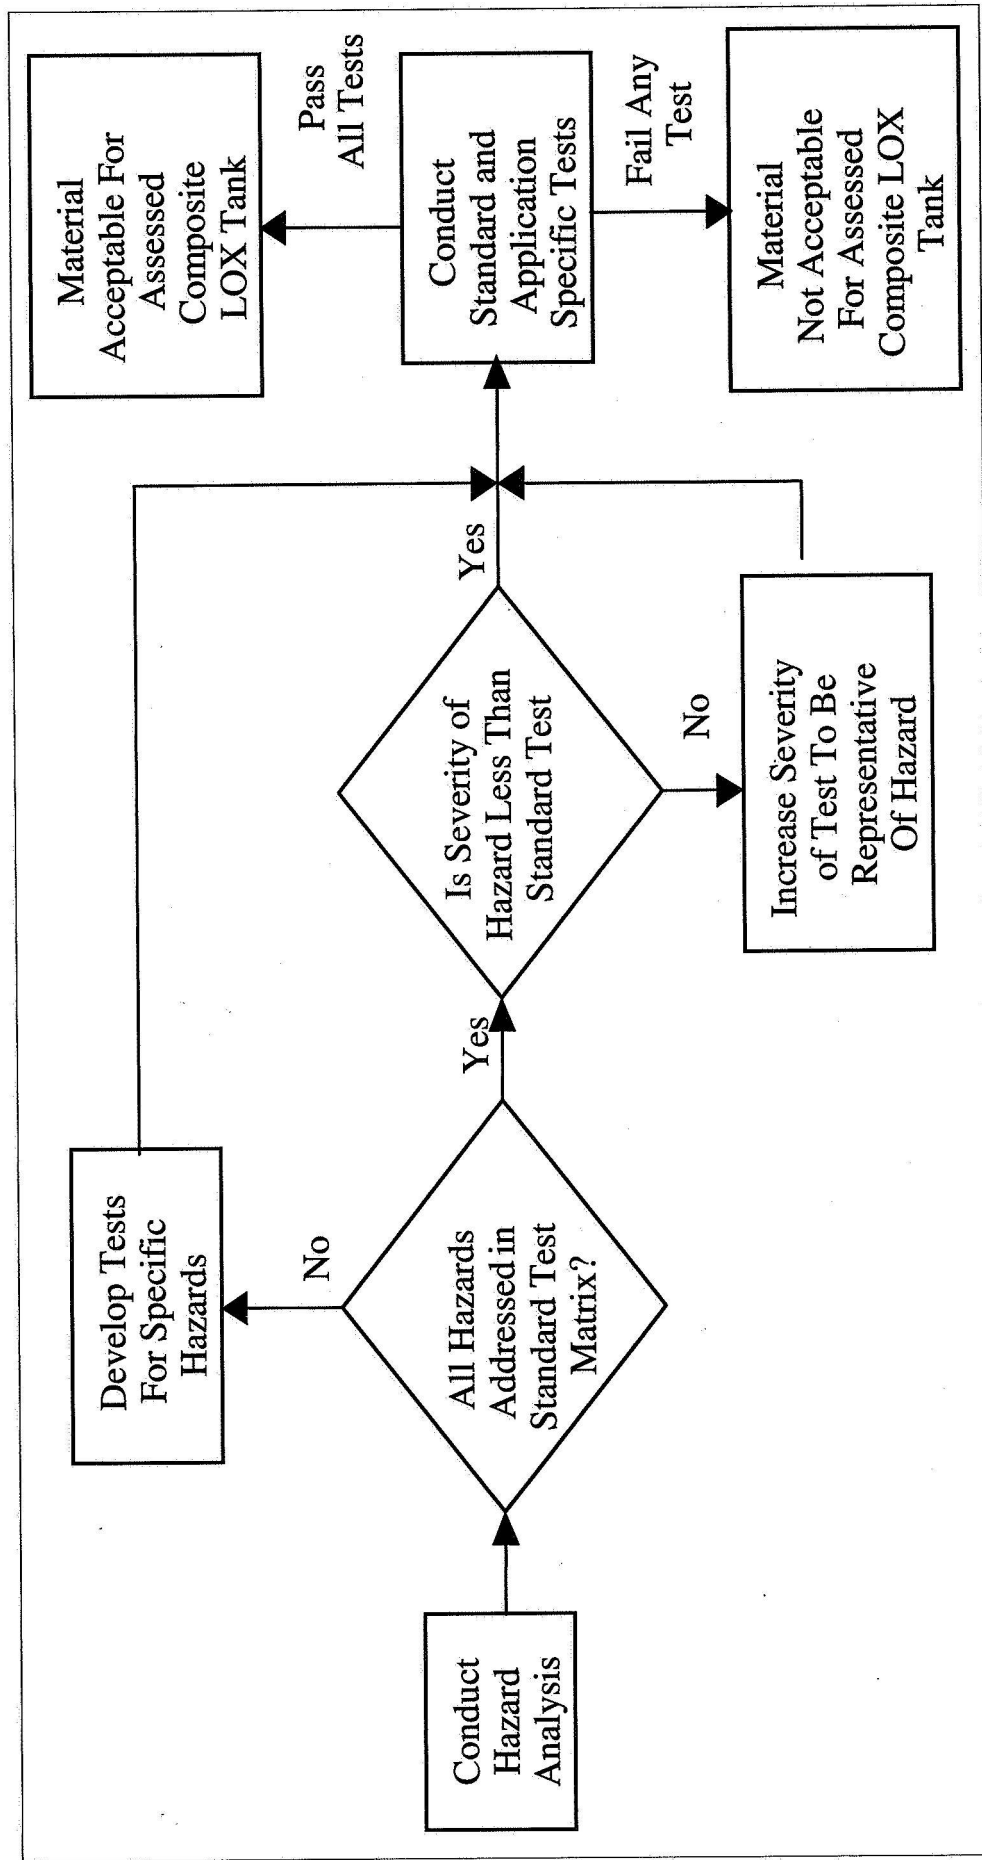 Conduct
Hazard
Analysis
All Hazards
Addressed in
Standard Test
Matrix?
No
Develop Tests
For Specific
Hazards
Yes
Is Severity of
Hazard Less Than
Standard Test
No
Increase Severity
of Test To Be
Representative
Of Hazard
Yes
Conduct
Standard and
Application
Specific Tests
Pass
All Tests
Material
Acceptable For
Assessed
Composite
LOX Tank
Fail Any
Test
Material
Not Acceptable
For Assessed
Composite LOX
Tank